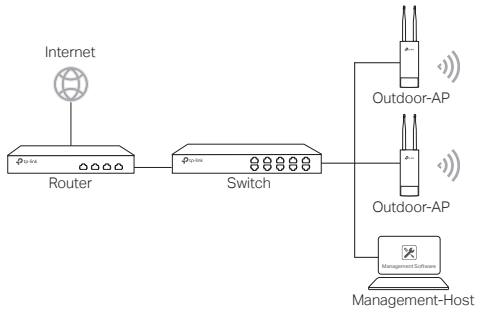 Internet
tp-link
Router
tp-link
Switch
Outdoor-AP
Outdoor-AP
Management Software
Management-Host